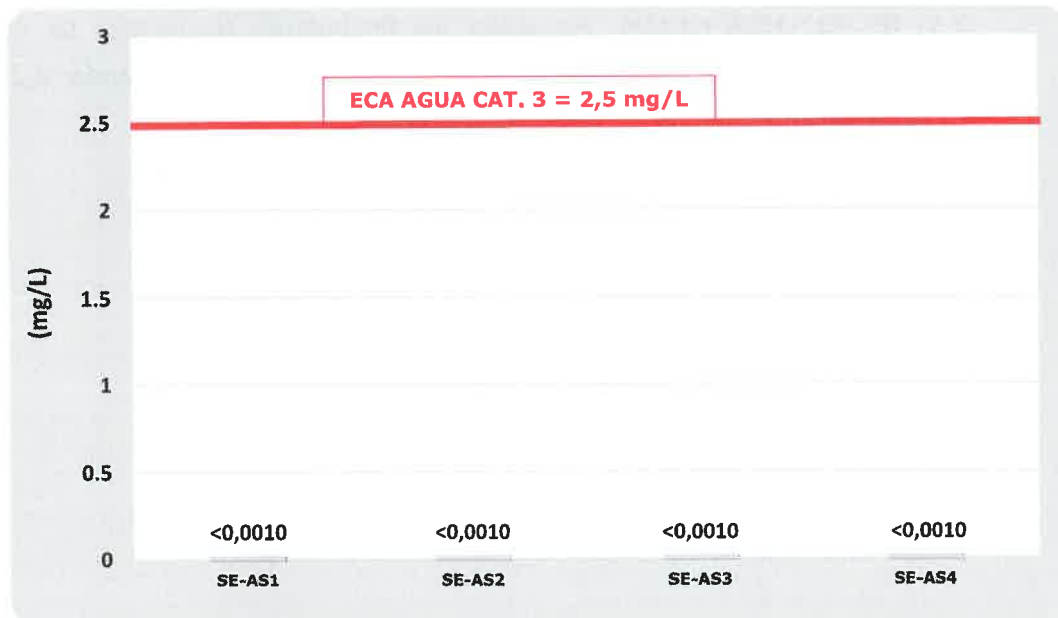 3
ECA AGUA CAT. 3 = 2,5 mg/L
2.5
2
1.5
(mg/L)
1
0.5
<0,0010 <0,0010 <0,0010 <0,0010
0
SE-AS1 SE-AS2 SE-AS3 SE-AS4